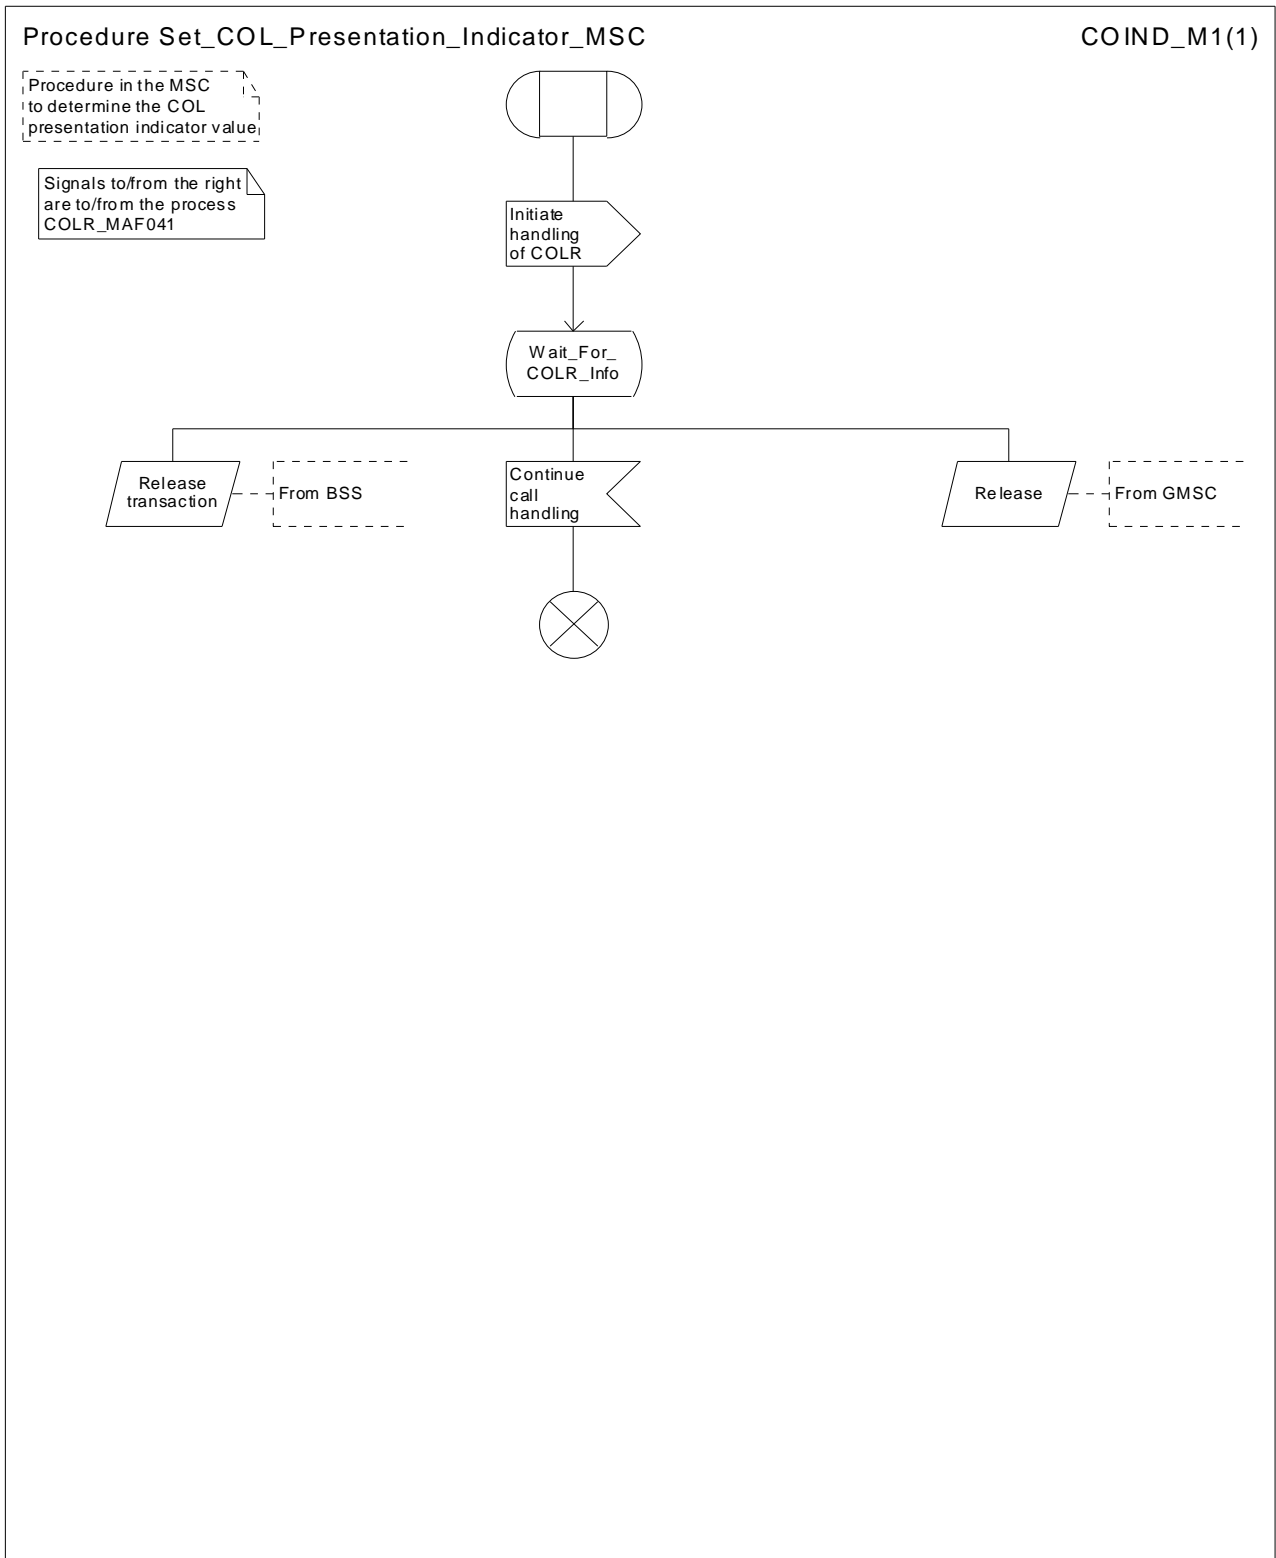 Procedure Set_COL_Presentation_Indicator_MSC
COIND_M1(1)
Procedure in the MSC
to determine the COL
presentation indicator value
Signals to/from the right
are to/from the process
COLR_MAF041
Initiate
handling
of COLR
Wait_For_
COLR_Info
Release
transaction
From BSS
Continue
call
handling
Release
From GMSC